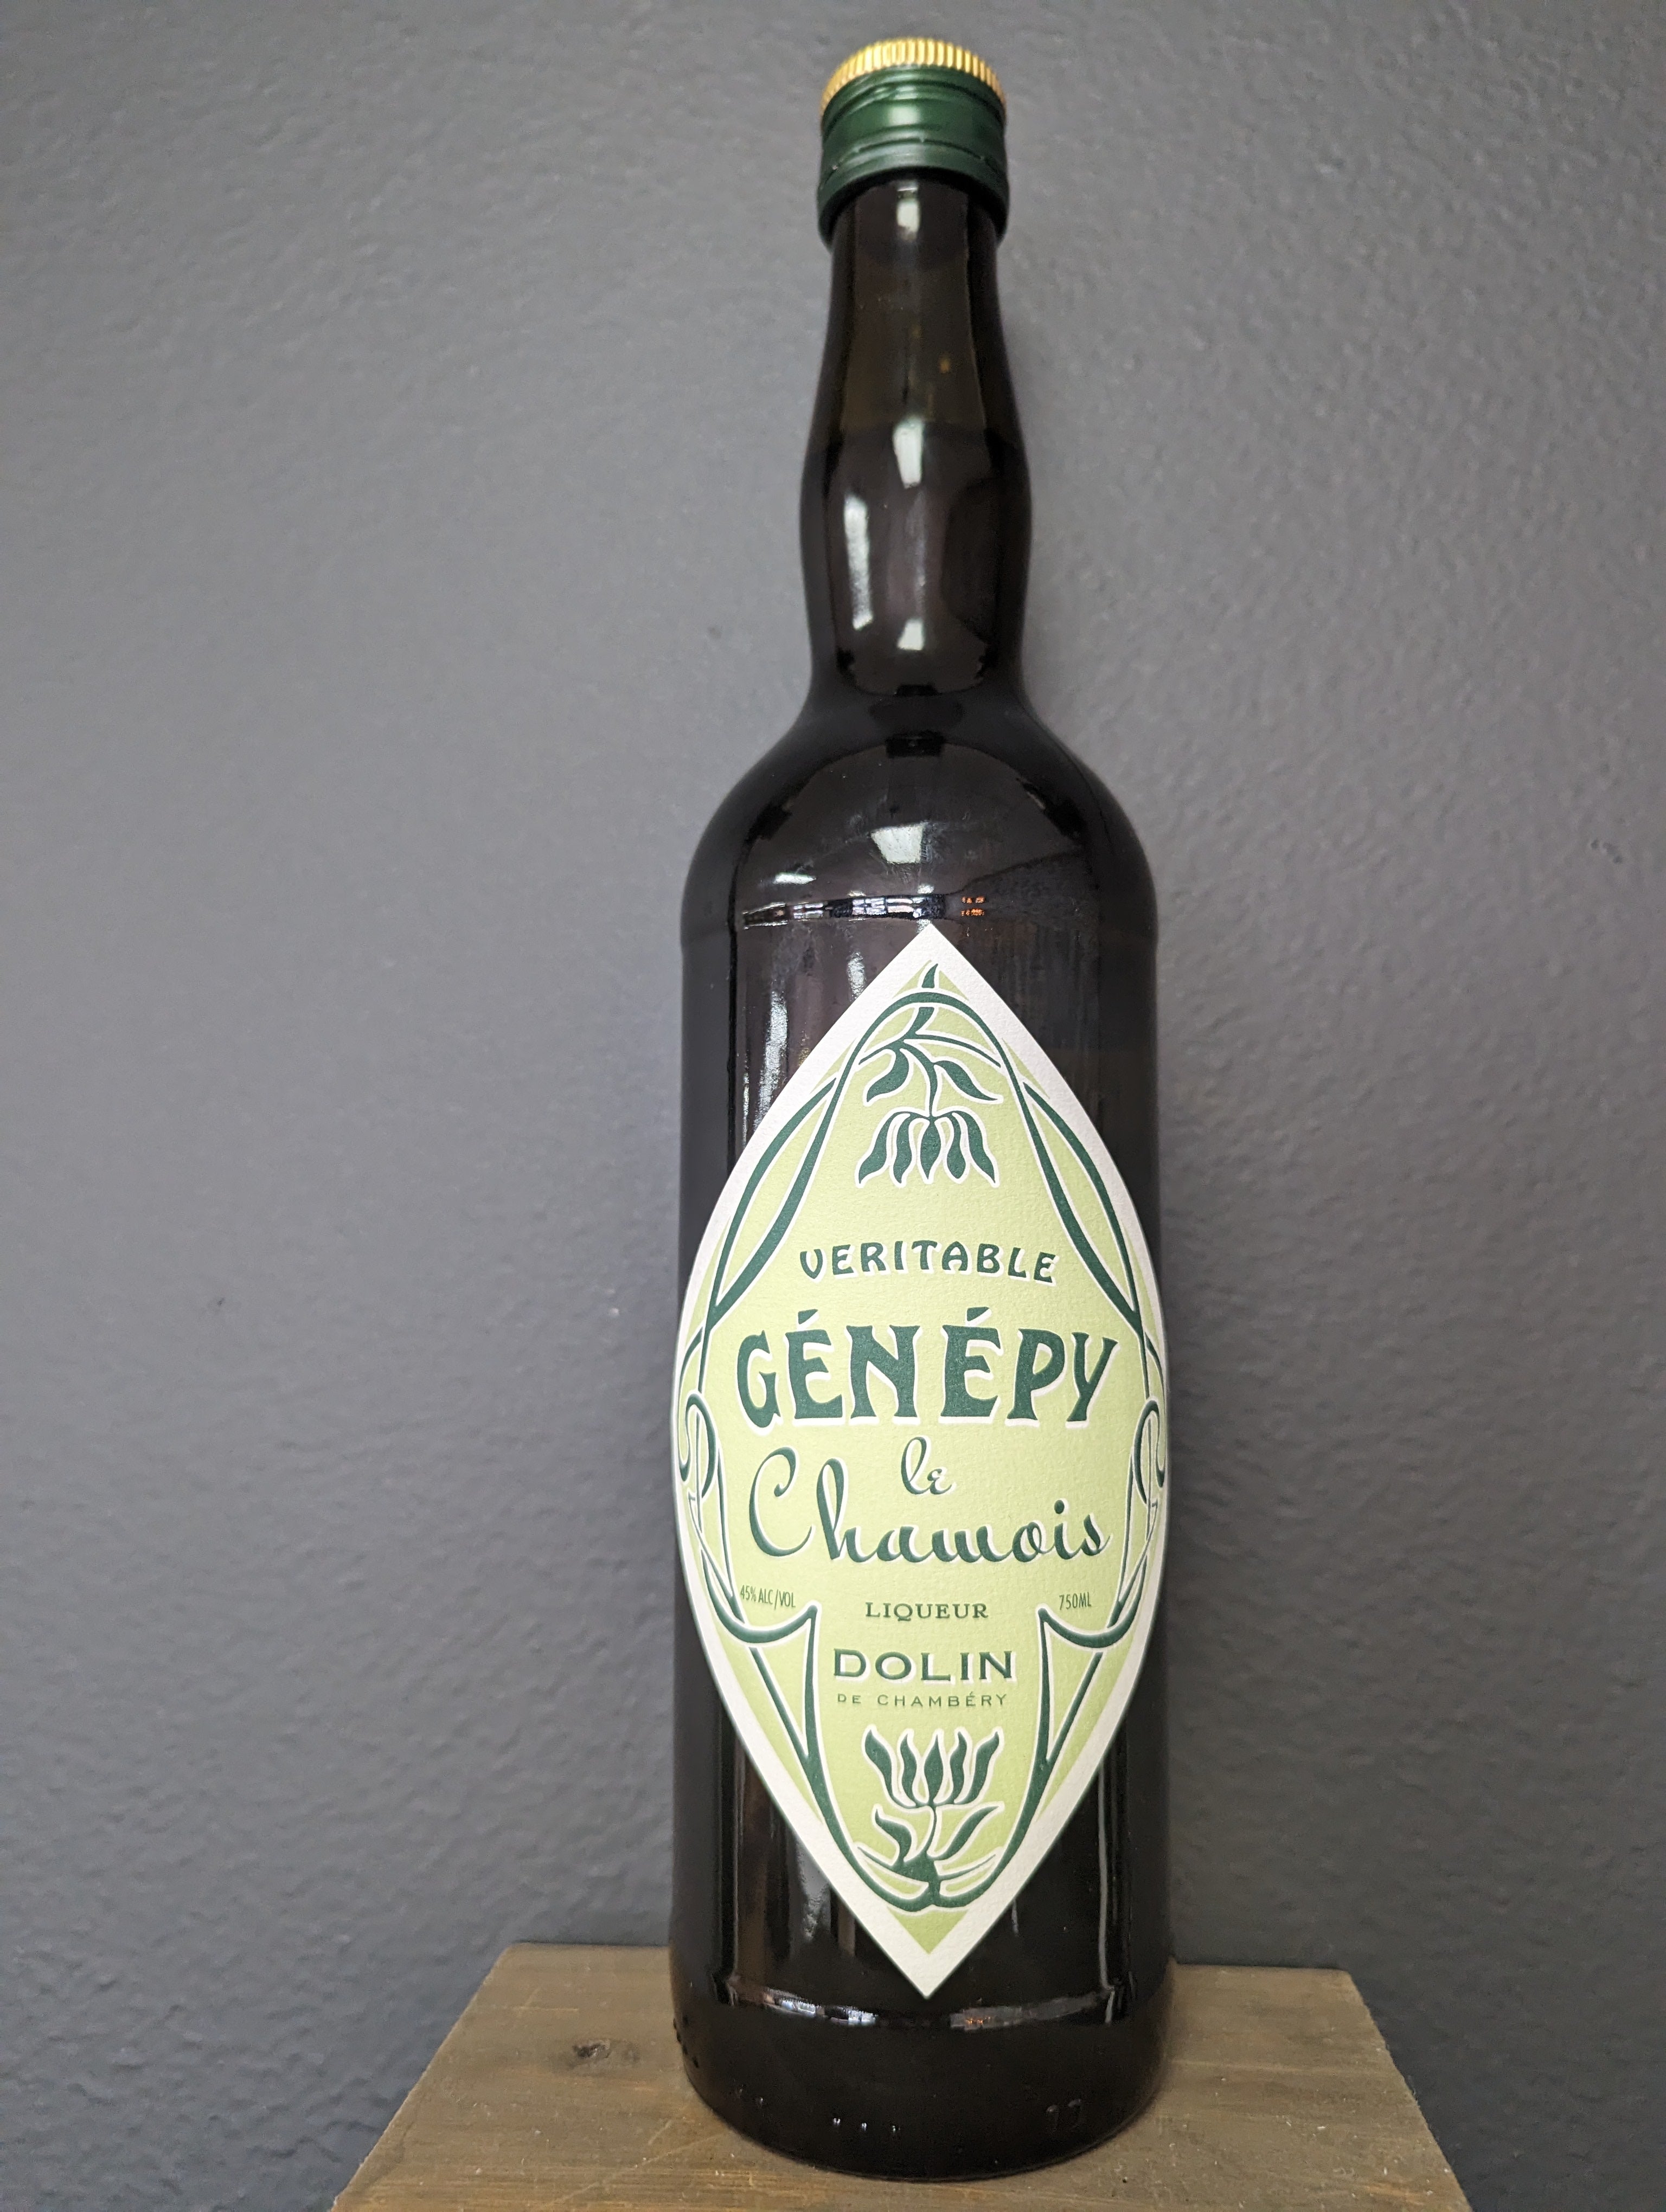 VERITABLE
GÉNÉPY
le
Chamois
45% ALC/VOL
LIQUEUR
750ML
DOLIN
DE CHAMBÉRY